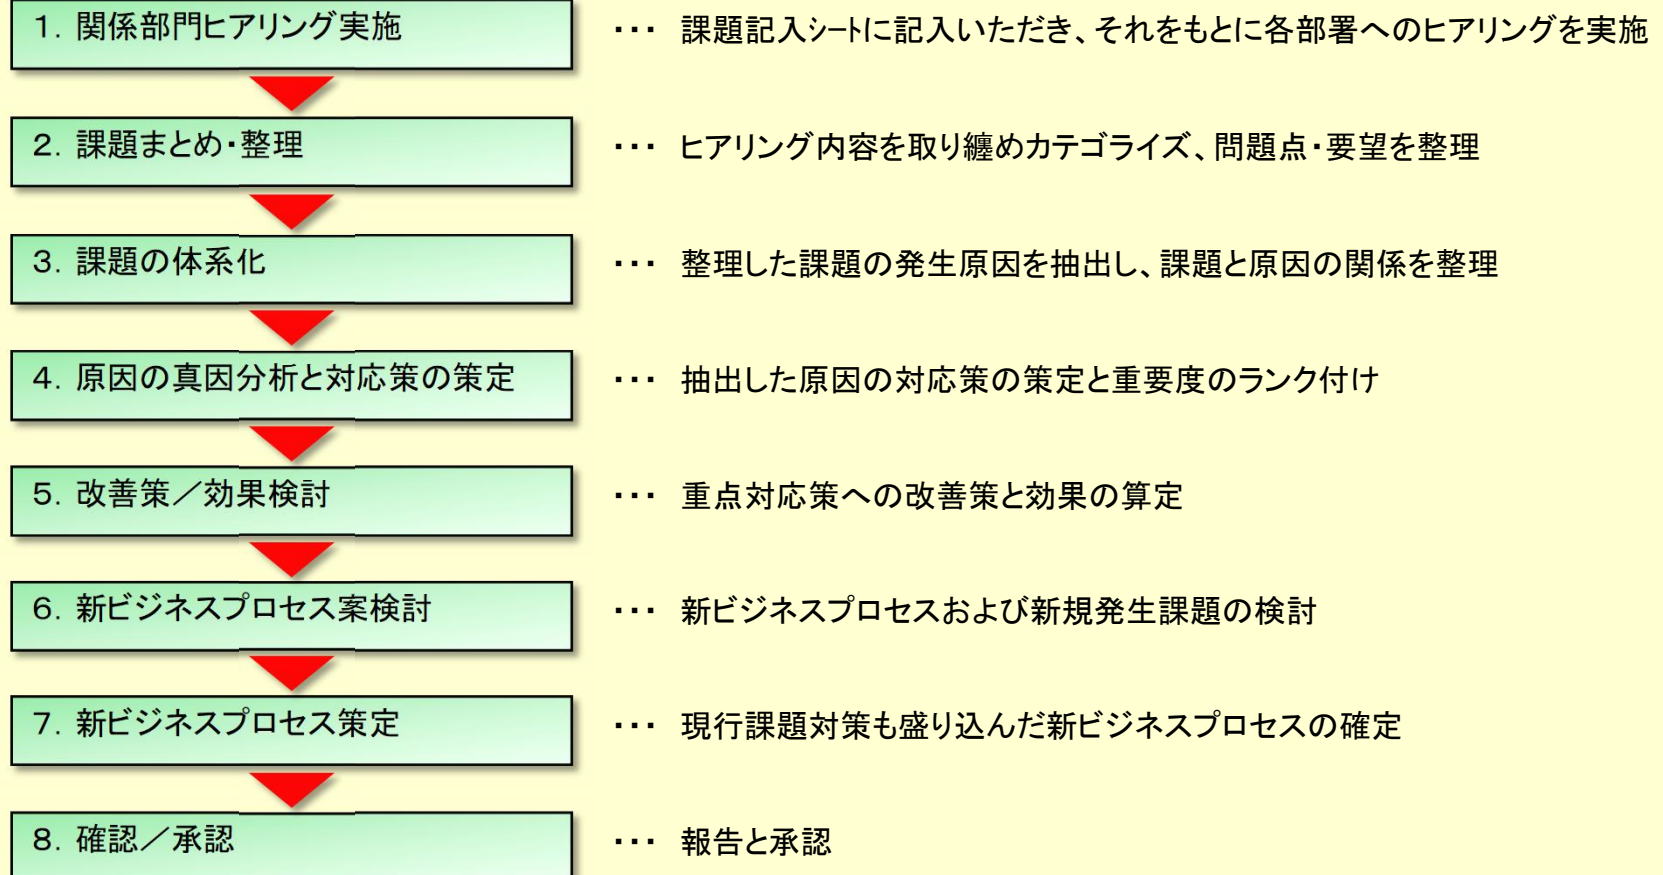 1. 関係部門ヒアリング実施 ・・・ 課題記入シートに記入いただき、それをもとに各部署へのヒアリングを実施
2. 課題まとめ・整理 ・・・ ヒアリング内容を取り纏めカテゴライズ、問題点・要望を整理
3. 課題の体系化 ・・・ 整理した課題の発生原因を抽出し、課題と原因の関係を整理
4. 原因の真因分析と対応策の策定 ・・・ 抽出した原因の対応策の策定と重要度のランク付け
5. 改善策／効果検討 ・・・ 重点対応策への改善策と効果の算定
6. 新ビジネスプロセス案検討 ・・・ 新ビジネスプロセスおよび新規発生課題の検討
7. 新ビジネスプロセス策定 ・・・ 現行課題対策も盛り込んだ新ビジネスプロセスの確定
8. 確認／承認 ・・・ 報告と承認